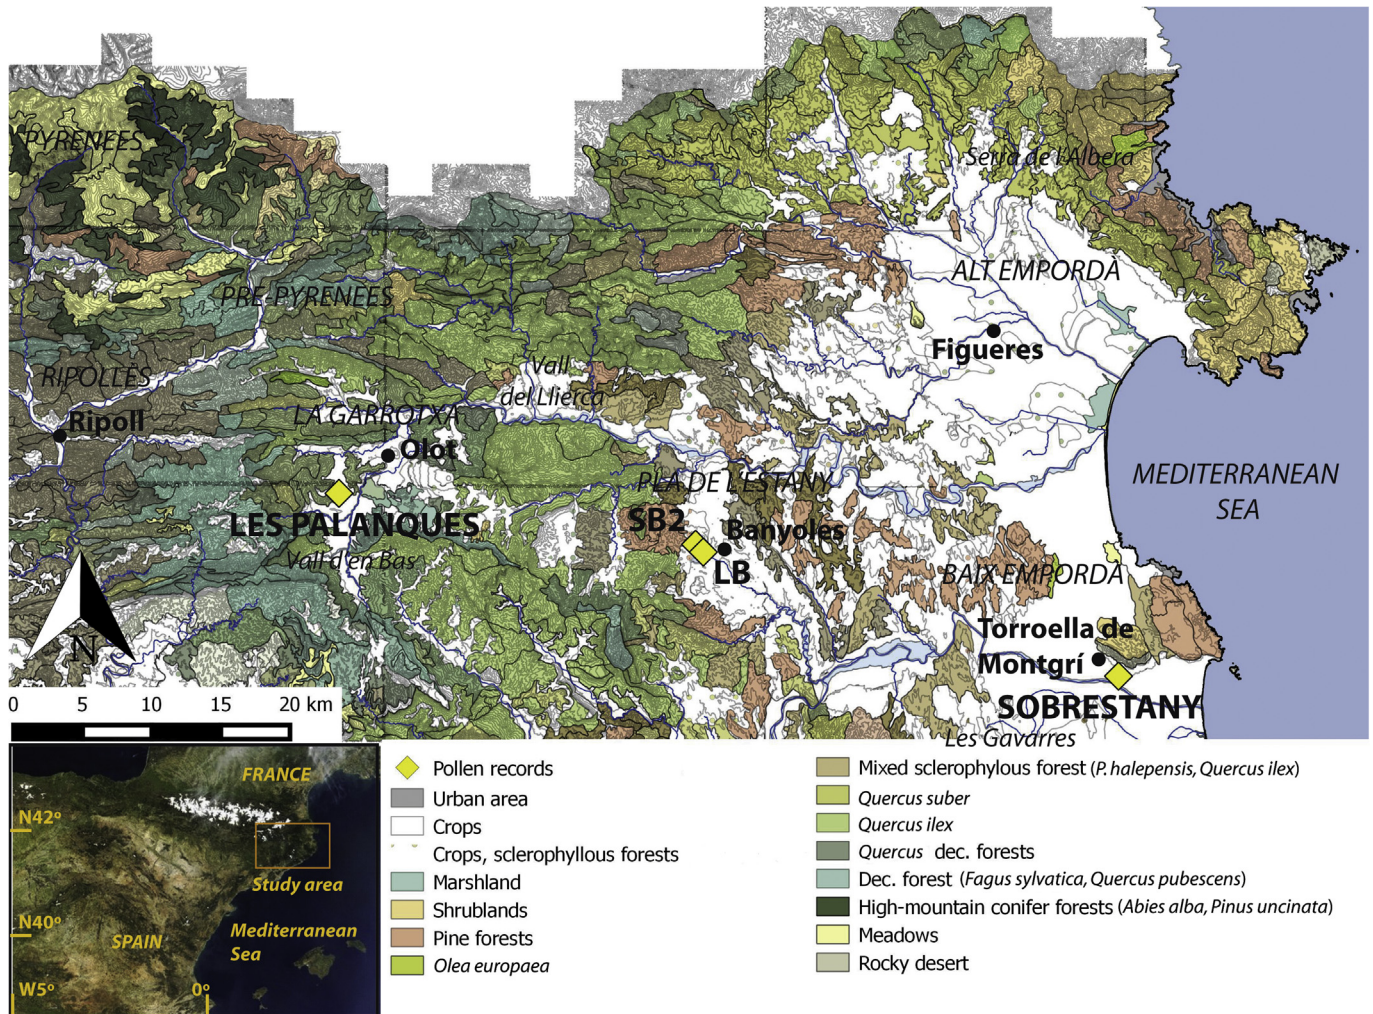 PYRENEES
Serra de l'Albera
ALT EMPORDÀ
PRE-PYRENEES
Figueres
RIPOLLÈS
Vall
del Llierca
LA GARROTXA
Ripoll
Olot
MEDITERRANEAN
SEA
PLA DE L'ESTANY
LES PALANQUES
SB2
Banyoles
Vall d'en Bas
LB
BAIX EMPORDÀ
Torroella de
Montgrí
N
SOBRESTANY
Les Gavarres
0 5 10 15 20 km
FRANCE
N42º
Study area
N40º
SPAIN
Mediterranean
Sea
W5º
0º
Pollen records
Urban area
Crops
Crops, sclerophyllous forests
Marshland
Shrublands
Pine forests
Olea europaea
Mixed sclerophylous forest (P. halepensis, Quercus ilex)
Quercus suber
Quercus ilex
Quercus dec. forests
Dec. forest (Fagus sylvatica, Quercus pubescens)
High-mountain conifer forests (Abies alba, Pinus uncinata)
Meadows
Rocky desert